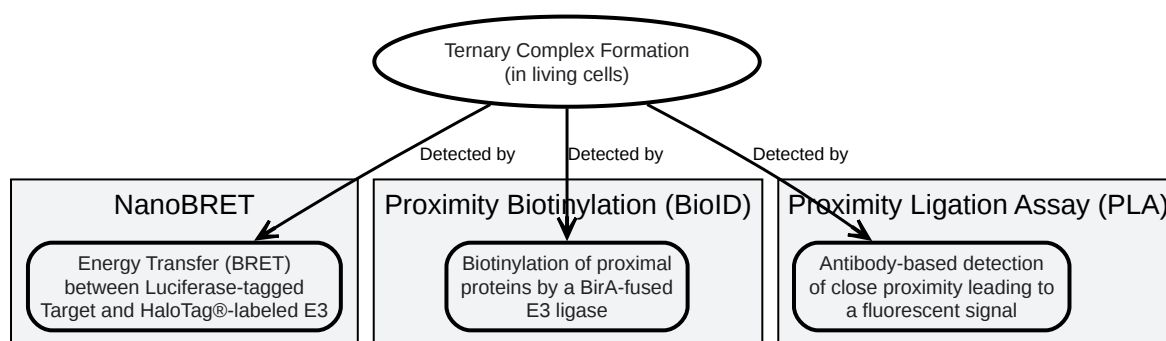 Ternary Complex Formation
(in living cells)
Detected by
Detected by
Detected by
NanoBRET
Energy Transfer (BRET)
between Luciferase-tagged
Target and HaloTag®-labeled E3
Proximity Biotinylation (BioID)
Biotinylation of proximal
proteins by a BirA-fused
E3 ligase
Proximity Ligation Assay (PLA)
Antibody-based detection
of close proximity leading to
a fluorescent signal